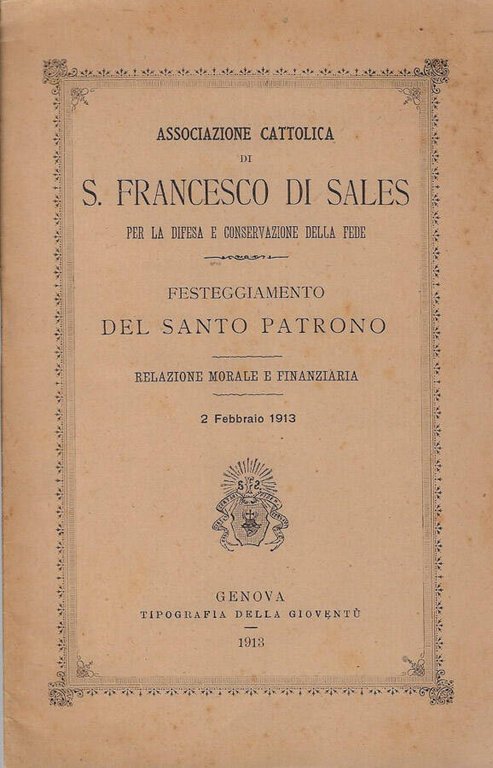 ASSOCIAZIONE CATTOLICA
DI
S. FRANCESCO DI SALES
PER LA DIFESA E CONSERVAZIONE DELLA FEDE
FESTEGGIAMENTO
DEL SANTO PATRONO
RELAZIONE MORALE E FINANZIARIA
2 Febbraio 1913
GENOVA
TIPOGRAFIA DELLA GIOVENTÙ
1913